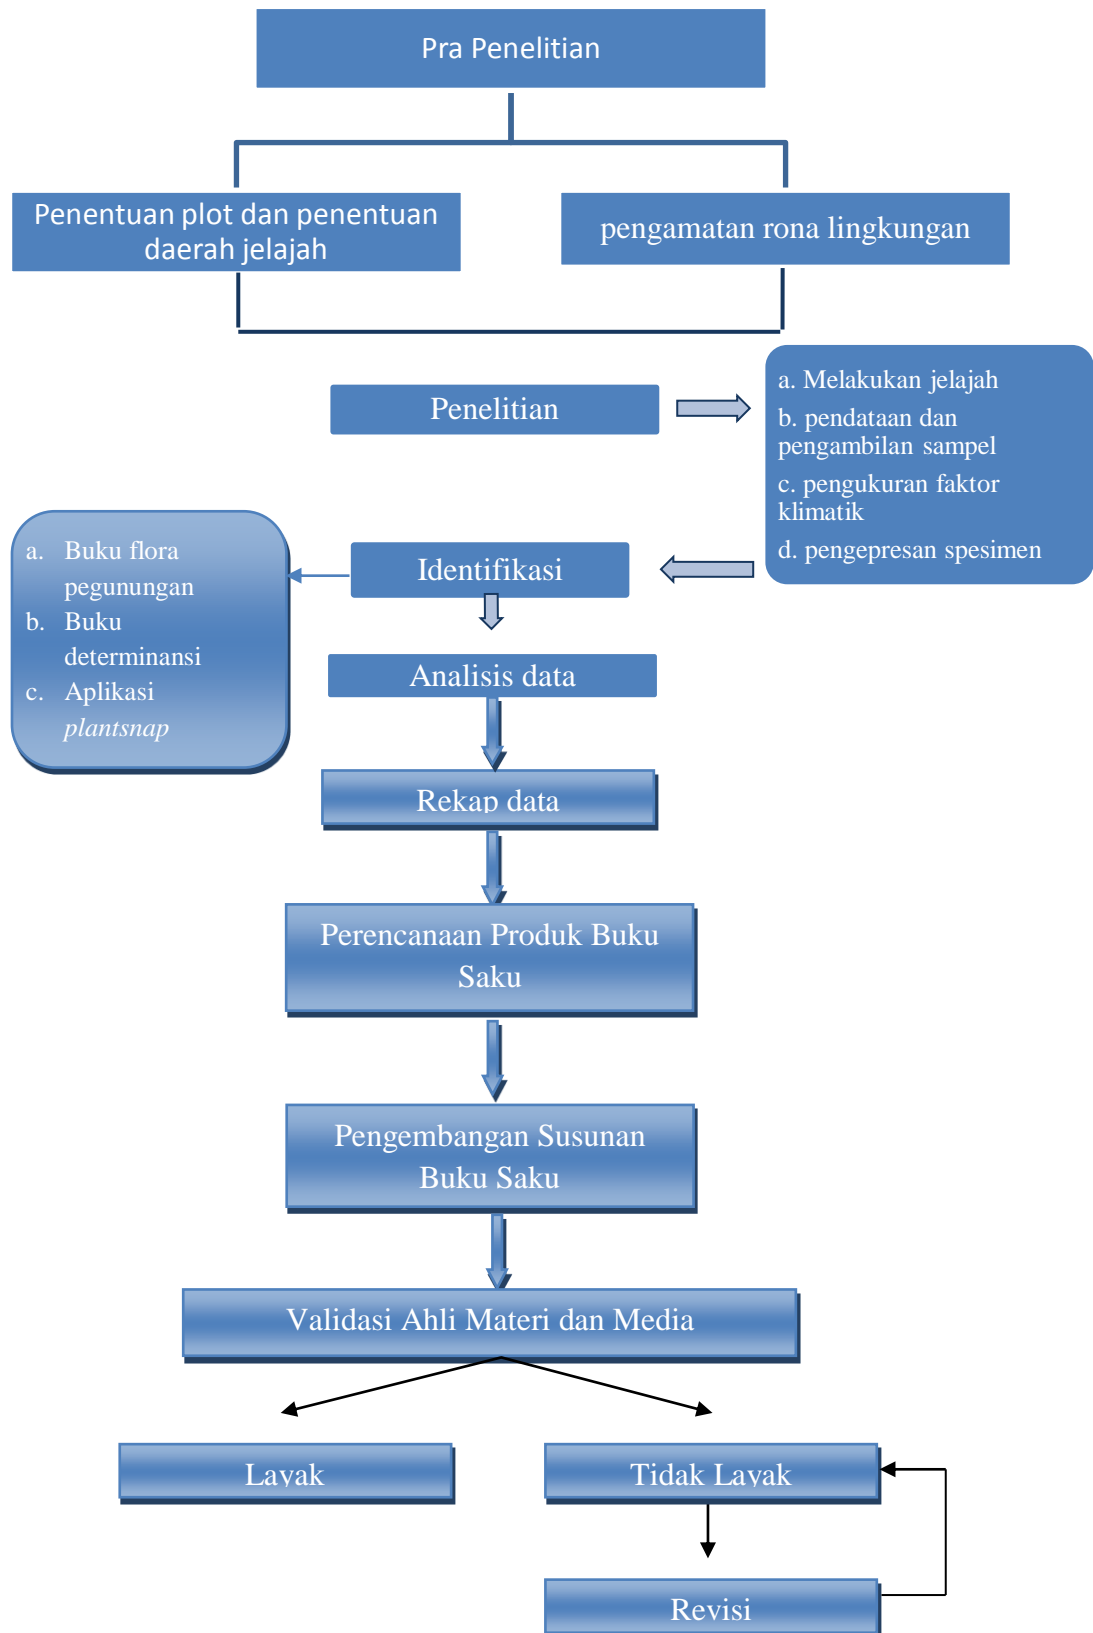 Pra Penelitian
Penentuan plot dan penentuan
daerah jelajah
pengamatan rona lingkungan
Penelitian
a. Melakukan jelajah
b. pendataan dan
pengambilan sampel
c. pengukuran faktor
klimatik
d. pengepresan spesimen
Identifikasi
a. Buku flora
pegunungan
b. Buku
determinansi
c. Aplikasi
plantsnap
Analisis data
Rekap data
Perencanaan Produk Buku
Saku
Pengembangan Susunan
Buku Saku
Validasi Ahli Materi dan Media
Layak
Tidak Layak
Revisi